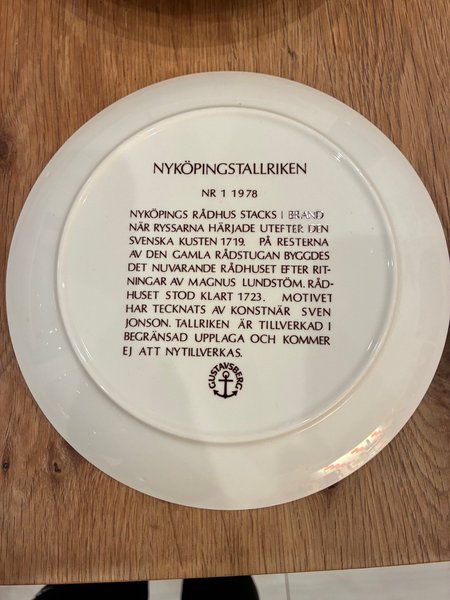 NYKÖPINGSTALLRIKEN
NR 1 1978
NYKÖPINGS RÅDHUS STACKS I BRAND
NÄR RYSSARNA HÄRJADE UTEFTER DEN
SVENSKA KUSTEN 1719. PÅ RESTERNA
AV DEN GAMLA RÅDSTUGAN BYGGDES
DET NUVARANDE RÅDHUSET EFTER RIT-
NINGAR AV MAGNUS LUNDSTÖM. RÅD-
HUSET STOD KLART 1723. MOTIVET
HAR TECKNATS AV KONSTNÄR SVEN
JONSON. TALLRIKEN ÄR TILLVERKAD I
BEGRÄNSAD UPPLAGA OCH KOMMER
EJ ATT NYTILLVERKAS.
GUSTAVSBERG